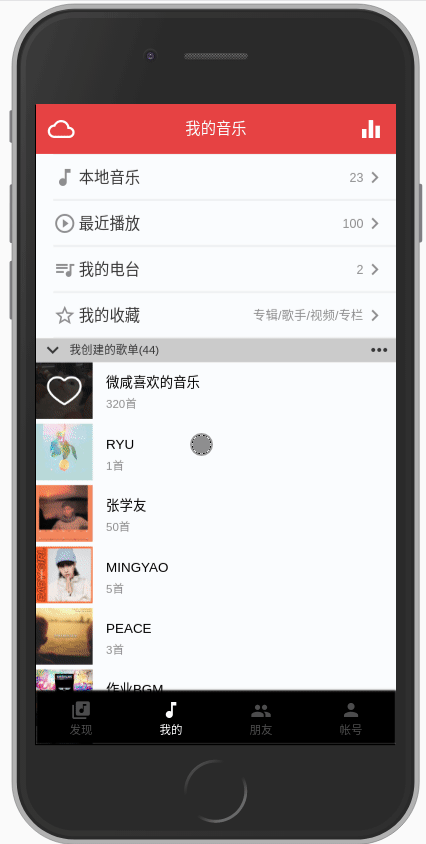 我的音乐
本地音乐 23
最近播放 100
我的电台 2
我的收藏 专辑/歌手/视频/专栏
我创建的歌单(44)
微咸喜欢的音乐
320首
RYU
1首
张学友
50首
MINGYAO
5首
PEACE
3首
作业BGM
发现 我的 朋友 帐号